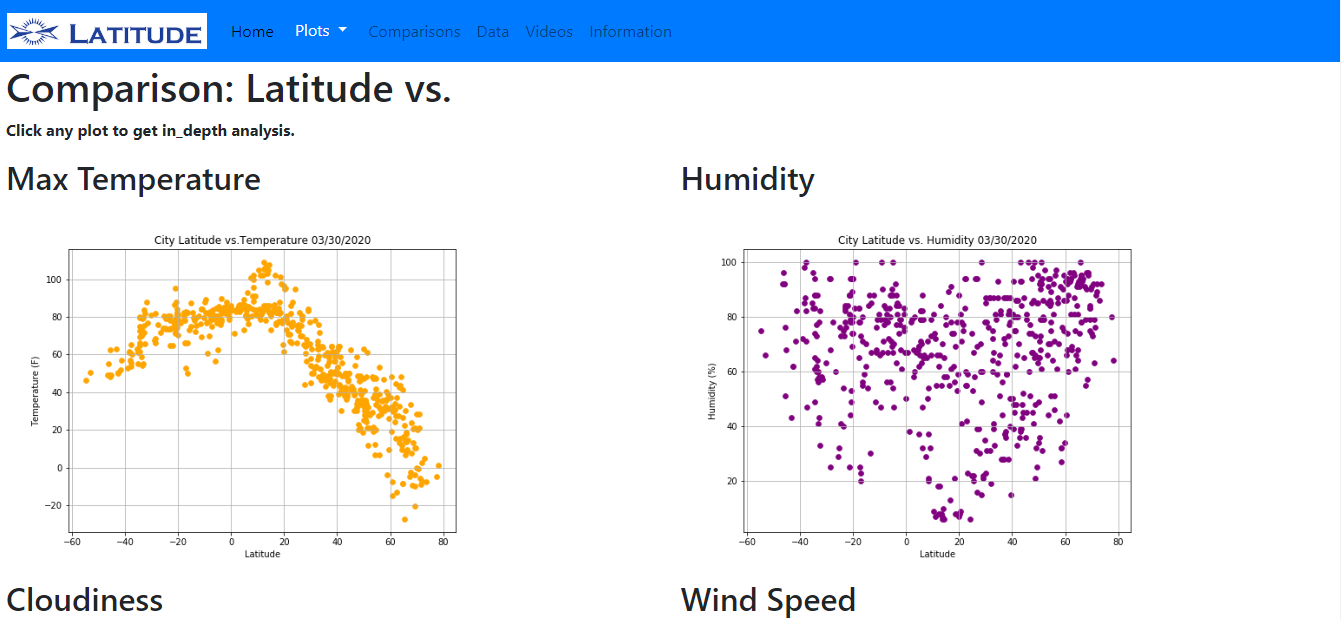 LATITUDE Home Plots Comparisons Data Videos Information
Comparison: Latitude vs.
Click any plot to get in_depth analysis.
Max Temperature
City Latitude vs.Temperature 03/30/2020
100
80
60
40
20
0
−20
Temperature (F)
−60 −40 −20 0 20 40 60 80
Latitude
Humidity
City Latitude vs. Humidity 03/30/2020
100
80
60
40
20
Humidity (%)
−60 −40 −20 0 20 40 60 80
Latitude
Cloudiness
Wind Speed